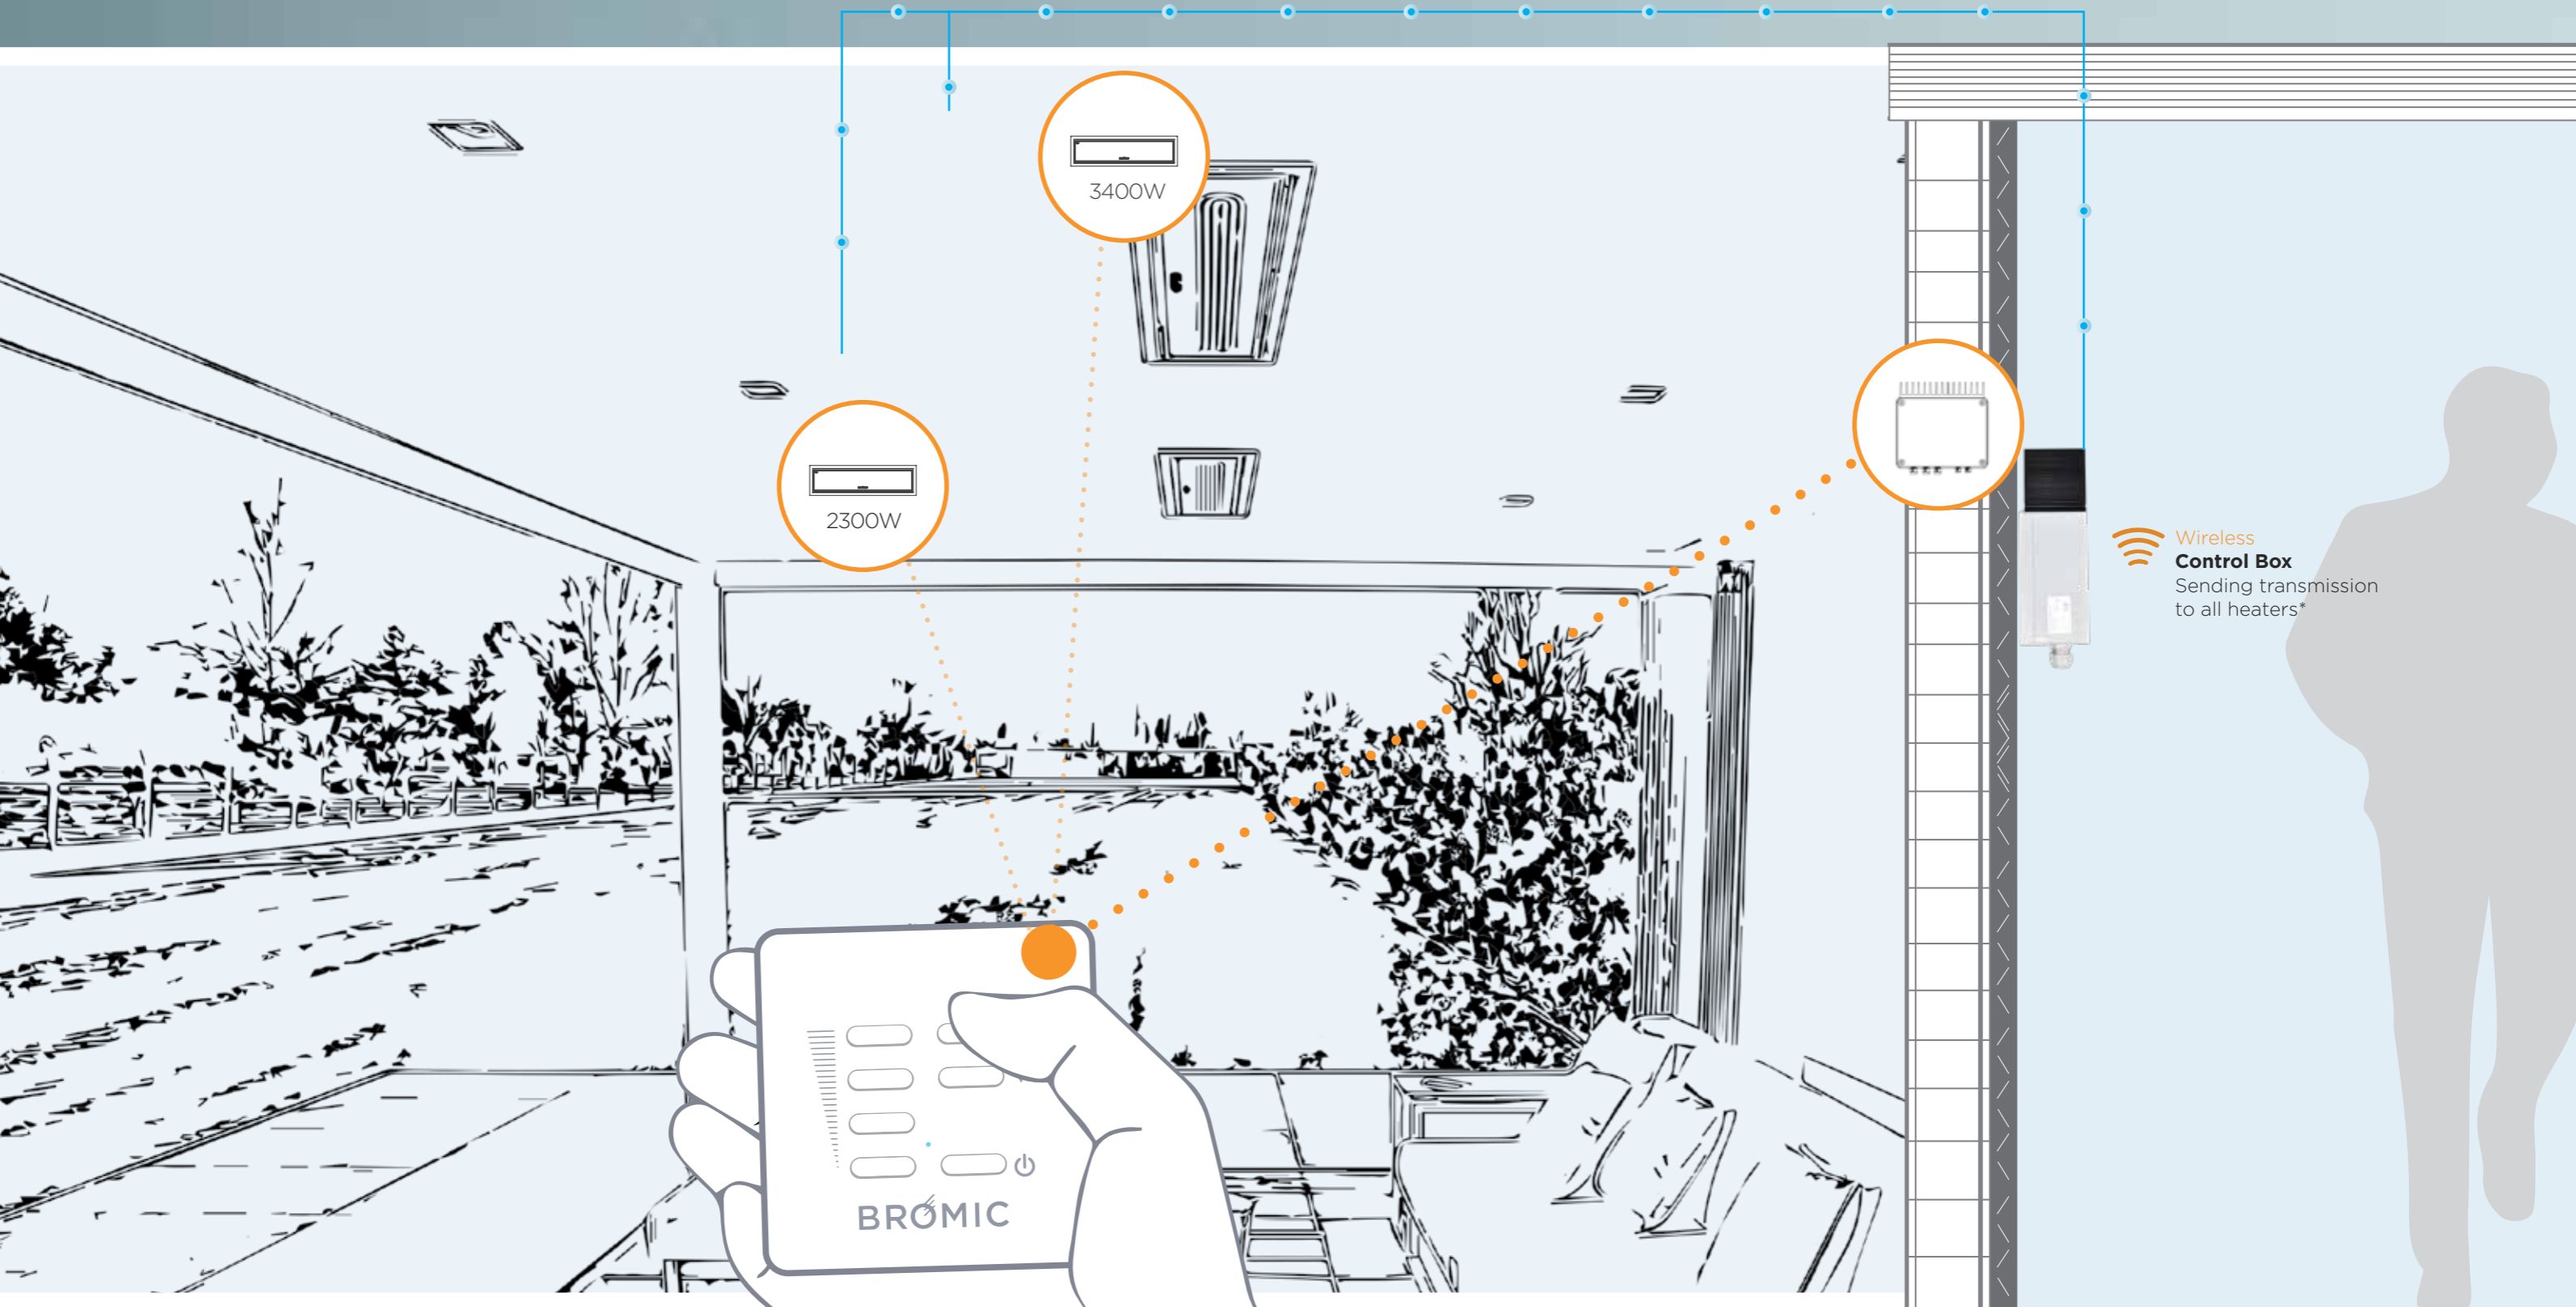 3400W
2300W
Wireless
Control Box
Sending transmission
to all heaters*
BROMIC